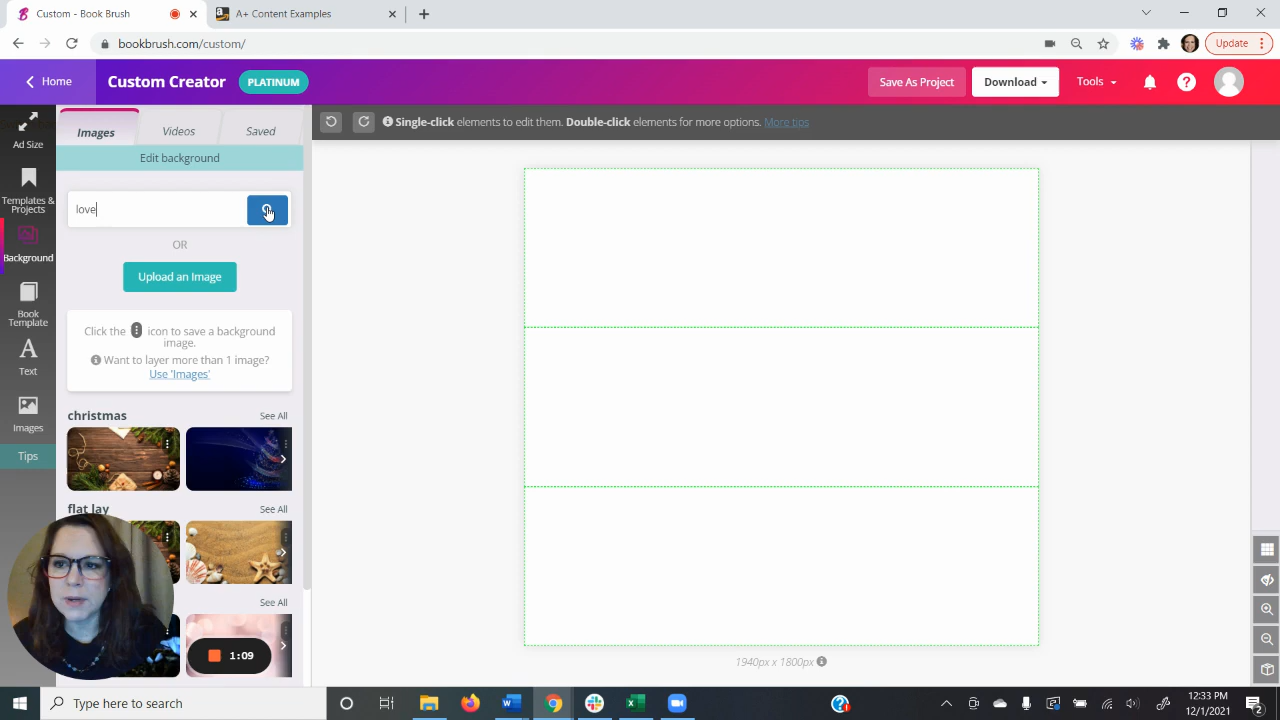 Custom - Book Brush
A+ Content Examples
bookbrush.com/custom/
Update
Home
Custom Creator
PLATINUM
Save As Project
Download
Tools
Images
Videos
Saved
Single-click elements to edit them. Double-click elements for more options. More tips
Ad Size
Edit background
Templates &
Projects
love
OR
Background
Upload an Image
Book
Template
Click the icon to save a background
image.
Want to layer more than 1 image?
Use 'Images'
Text
Images
christmas
See All
Tips
flat lay
See All
See All
1:09
1940px x 1800px
Type here to search
12:33 PM
12/1/2021
2